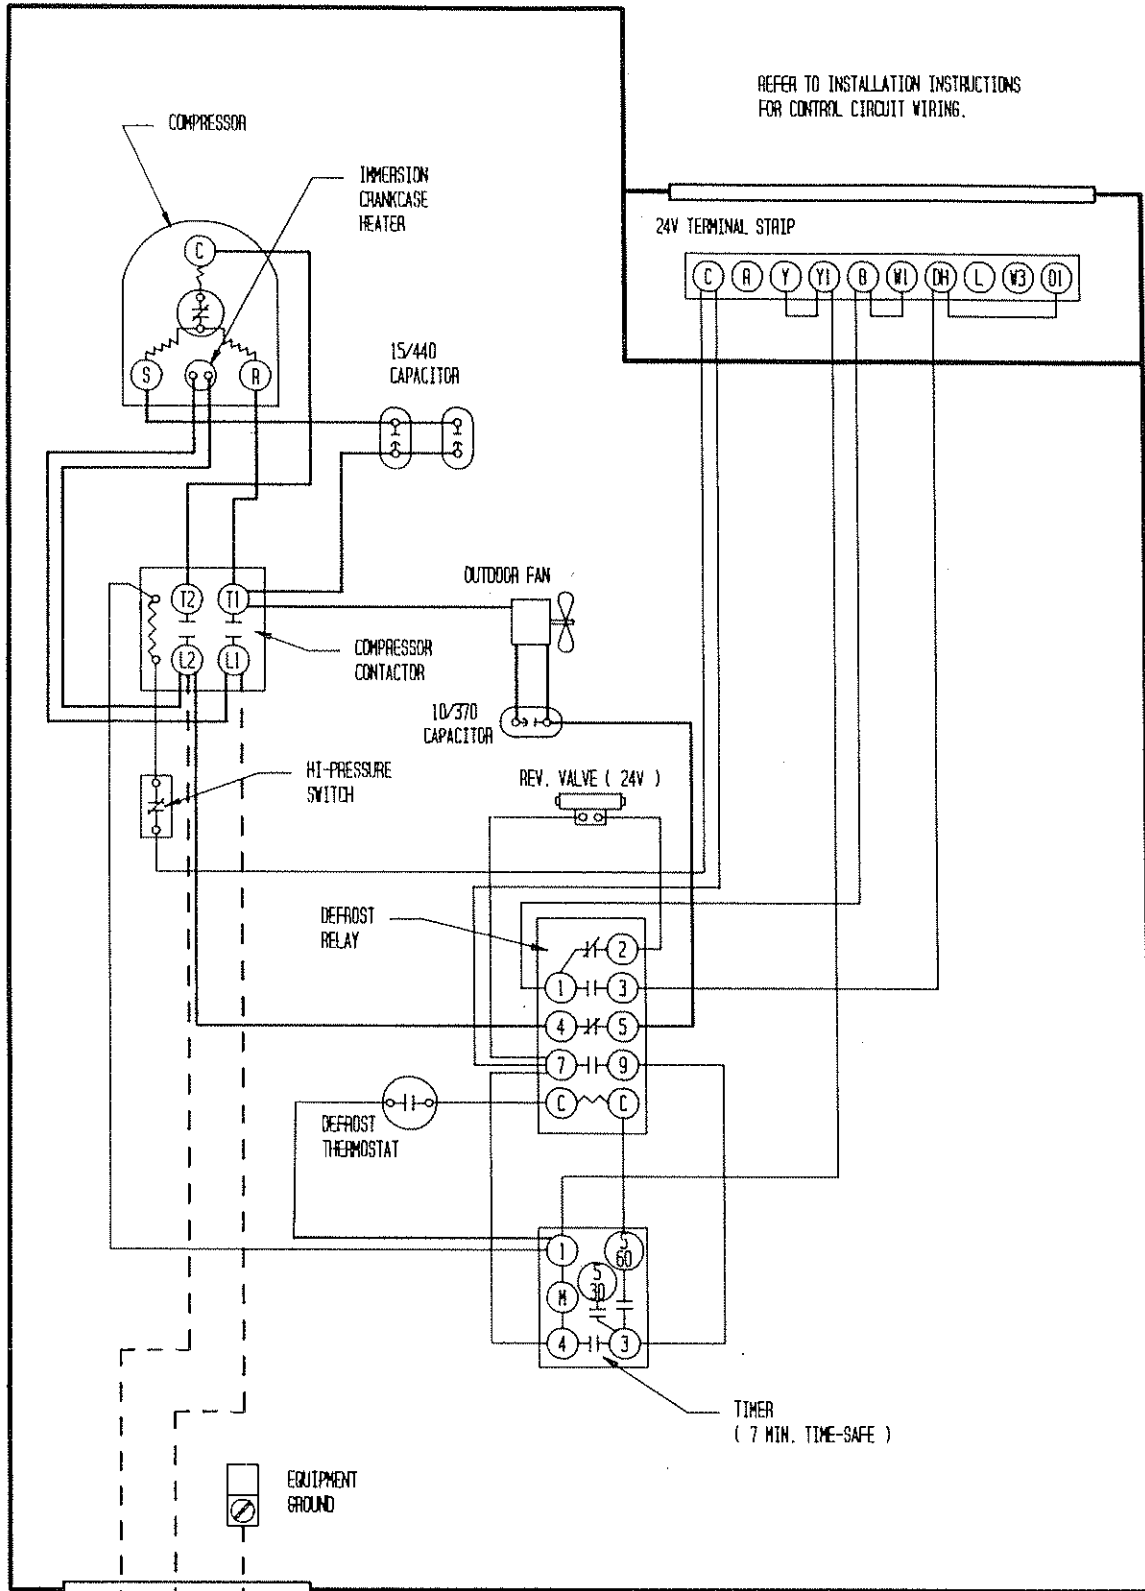 REFER TO INSTALLATION INSTRUCTIONS
FOR CONTROL CIRCUIT WIRING.
COMPRESSOR
IMMERSION
CRANKCASE
HEATER
24V TERMINAL STRIP
C R Y Y1 B W1 DH L W3 O1
C
S
R
15/440
CAPACITOR
OUTDOOR FAN
T2 T1
L2 L1
COMPRESSOR
CONTACTOR
10/370
CAPACITOR
HI-PRESSURE
SWITCH
REV. VALVE ( 24V )
DEFROST
RELAY
2
1 3
4 5
7 9
C C
DEFROST
THERMOSTAT
1
5
60
5
30
M
4 3
TIMER
( 7 MIN. TIME-SAFE )
EQUIPMENT
GROUND